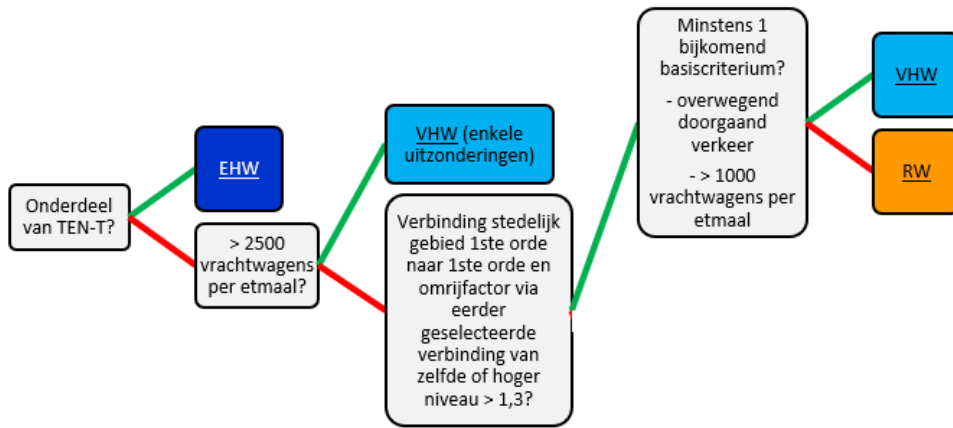 Onderdeel
van TEN-T?
EHW
> 2500
vrachtwagens
per etmaal?
VHW (enkele
uitzonderingen)
Verbinding stedelijk
gebied 1ste orde
naar 1ste orde en
omrijfactor via
eerder
geselecteerde
verbinding van
zelfde of hoger
niveau > 1,3?
Minstens 1
bijkomend
basiscriterium?
- overwegend
doorgaand
verkeer
- > 1000
vrachtwagens per
etmaal
VHW
RW